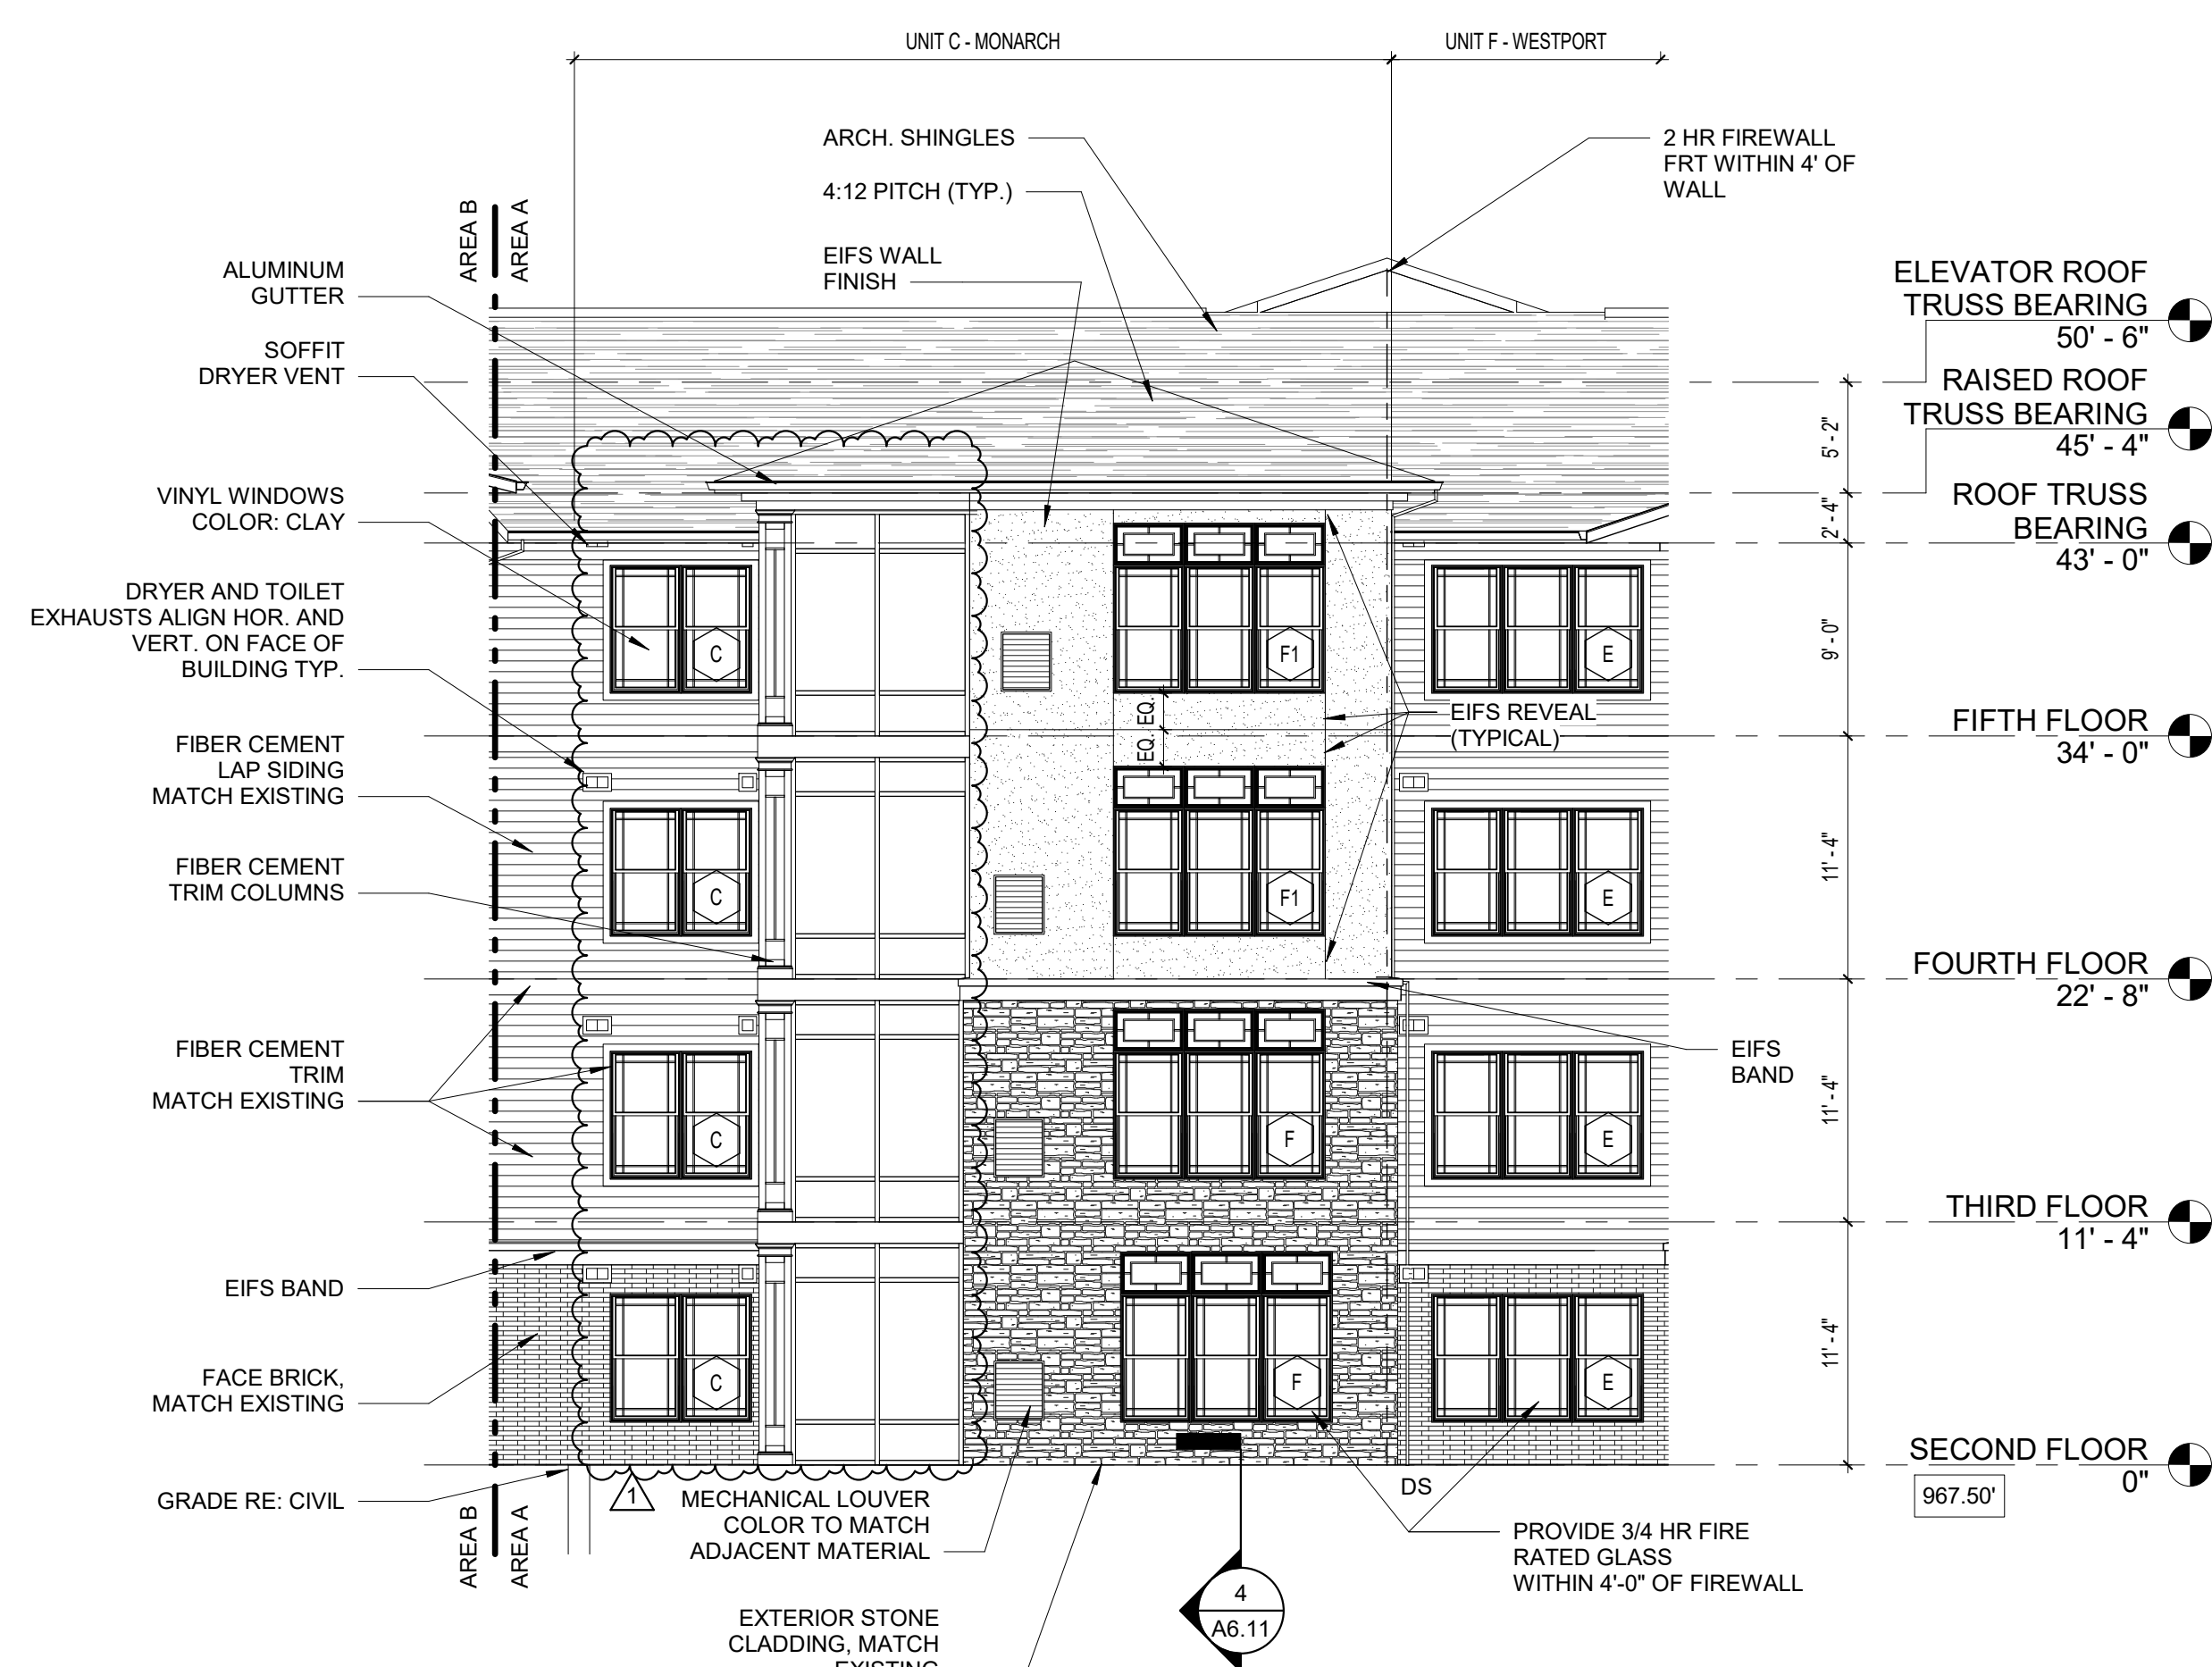 UNIT C - MONARCH
UNIT F - WESTPORT
ARCH. SHINGLES
4:12 PITCH (TYP.)
EIFS WALL
FINISH
2 HR FIREWALL
FRT WITHIN 4' OF
WALL
AREA B
AREA A
ALUMINUM
GUTTER
SOFFIT
DRYER VENT
VINYL WINDOWS
COLOR: CLAY
DRYER AND TOILET
EXHAUSTS ALIGN HOR. AND
VERT. ON FACE OF
BUILDING TYP.
FIBER CEMENT
LAP SIDING
MATCH EXISTING
FIBER CEMENT
TRIM COLUMNS
FIBER CEMENT
TRIM
MATCH EXISTING
EIFS BAND
FACE BRICK,
MATCH EXISTING
GRADE RE: CIVIL
AREA B
AREA A
C
F1
E
EQ.
EQ.
EIFS REVEAL
(TYPICAL)
C
F1
E
C
F
E
EIFS
BAND
C
F
E
1
MECHANICAL LOUVER
COLOR TO MATCH
ADJACENT MATERIAL
EXTERIOR STONE
CLADDING, MATCH
EXISTING
4
A6.11
DS
PROVIDE 3/4 HR FIRE
RATED GLASS
WITHIN 4'-0" OF FIREWALL
5' - 2"
2' - 4"
9' - 0"
11' - 4"
11' - 4"
11' - 4"
ELEVATOR ROOF
TRUSS BEARING
50' - 6"
RAISED ROOF
TRUSS BEARING
45' - 4"
ROOF TRUSS
BEARING
43' - 0"
FIFTH FLOOR
34' - 0"
FOURTH FLOOR
22' - 8"
THIRD FLOOR
11' - 4"
SECOND FLOOR
0"
967.50'